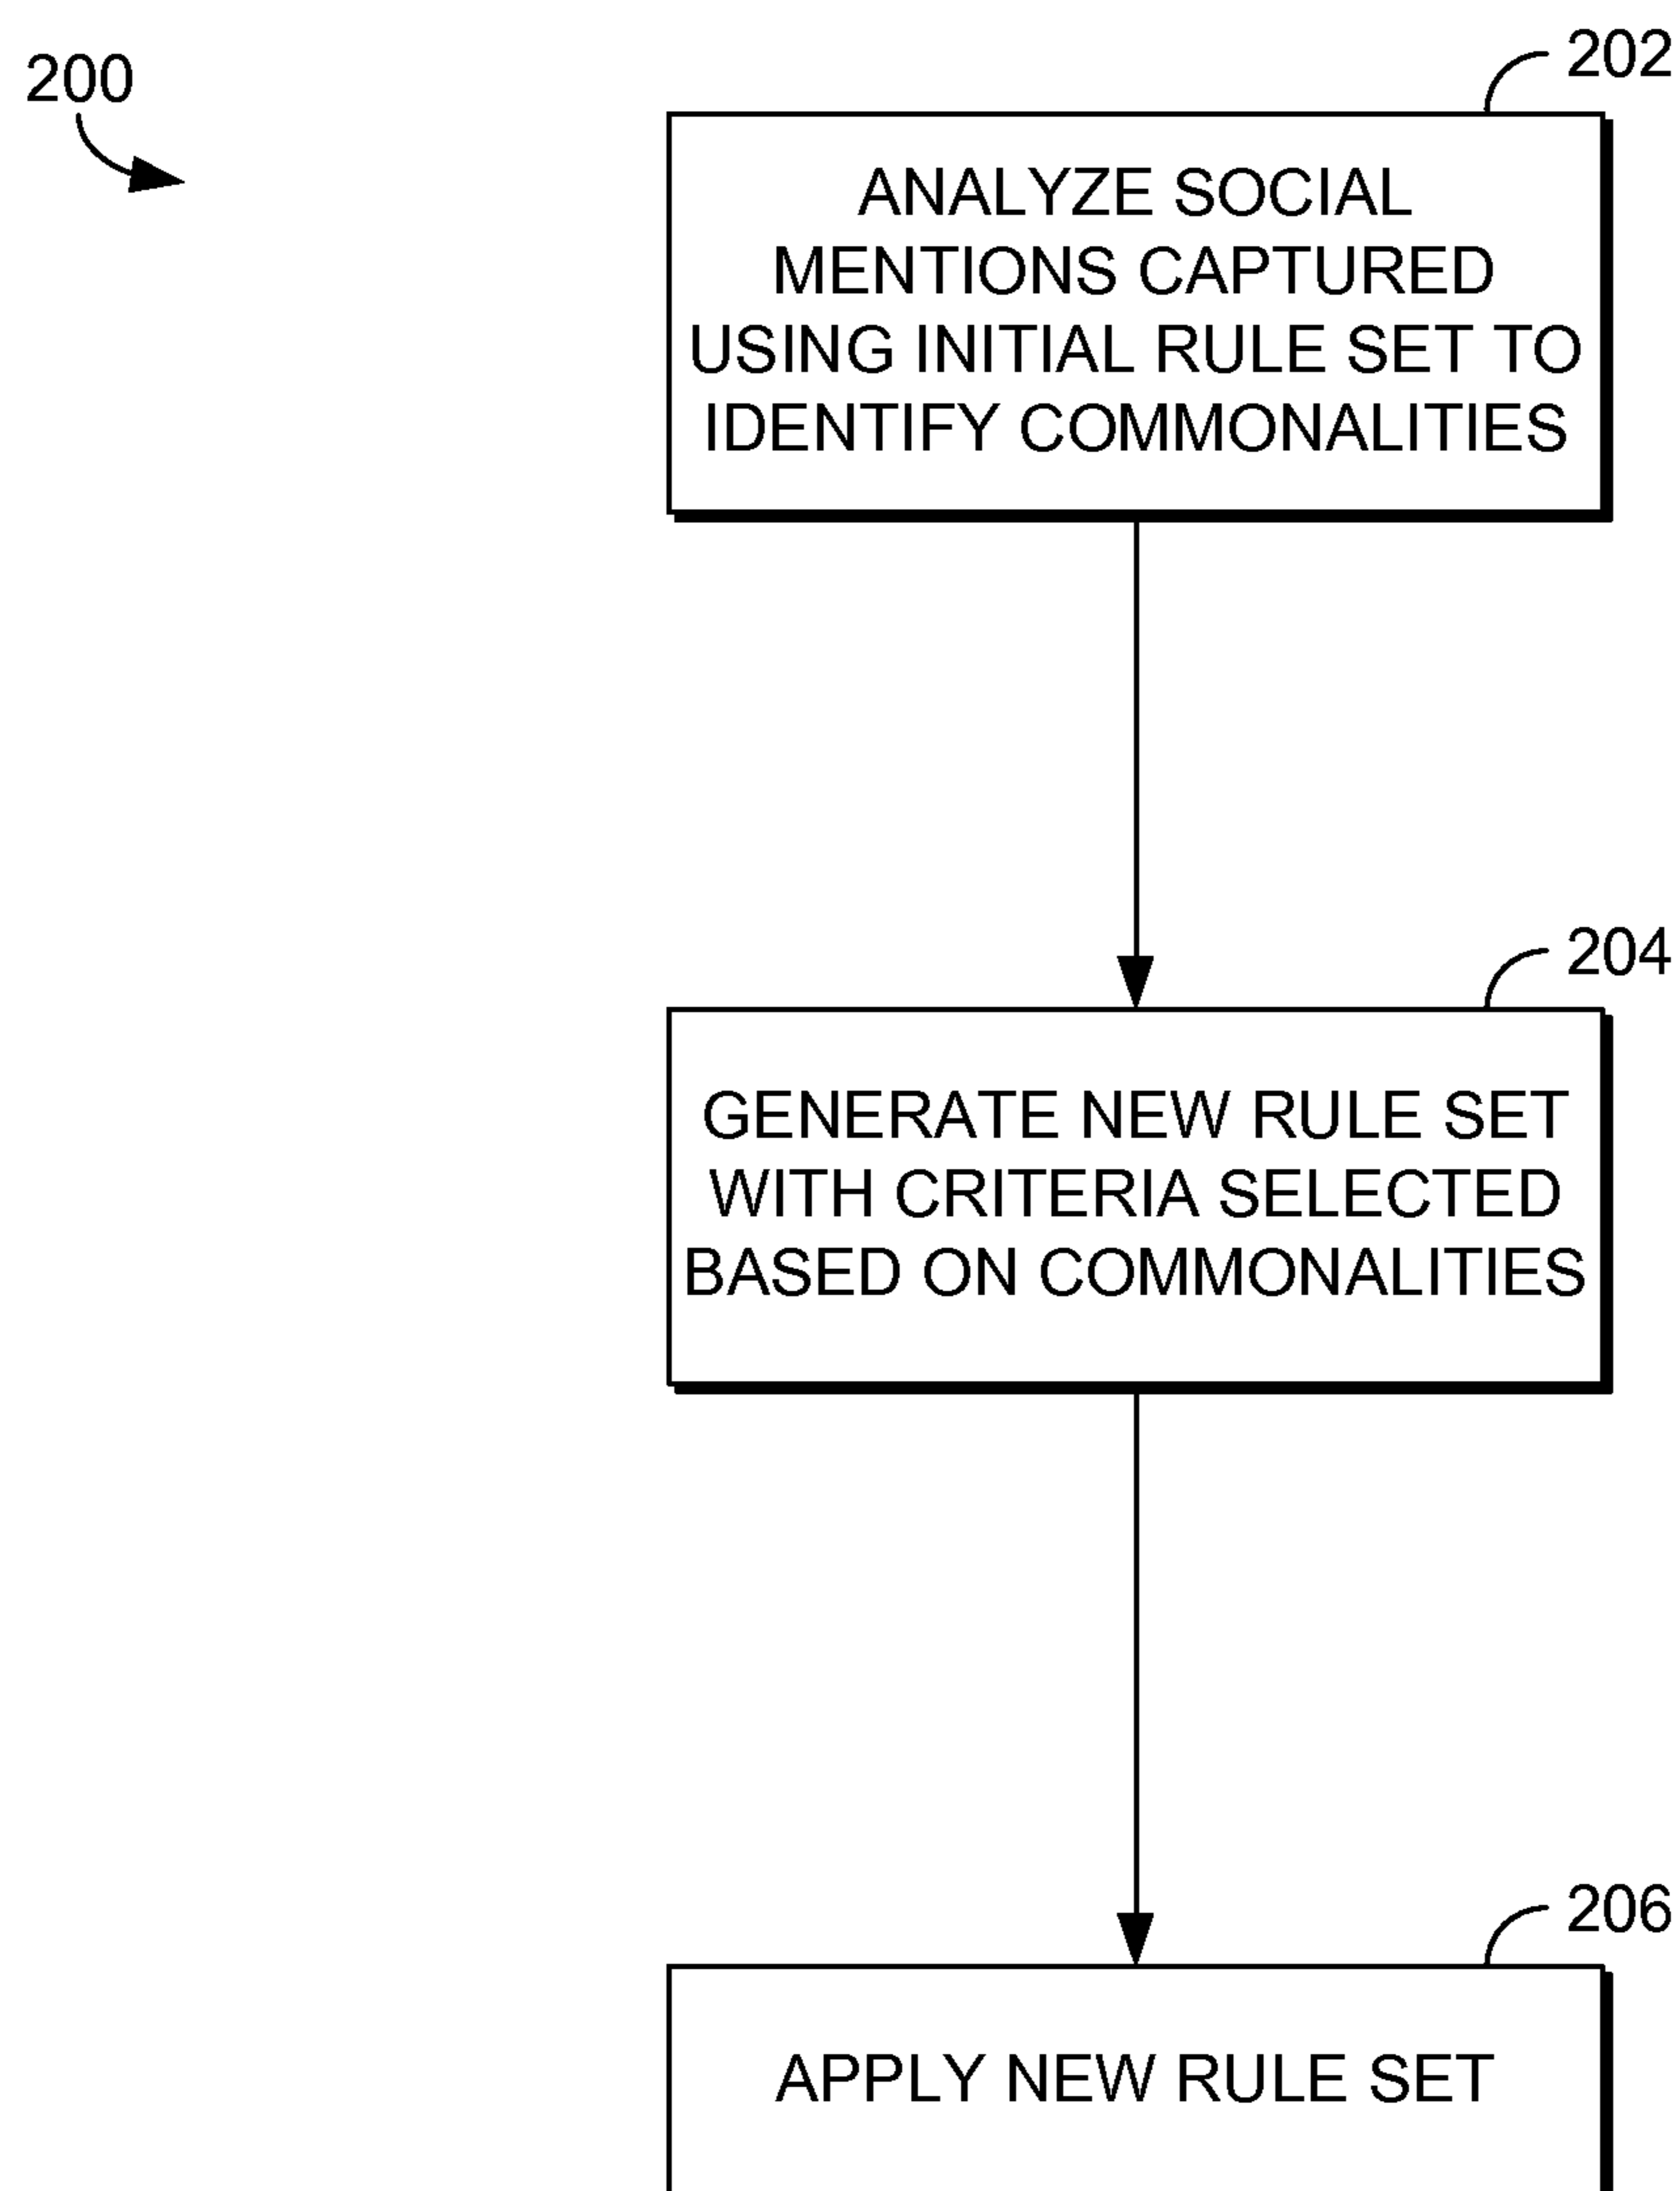 200
202
ANALYZE SOCIAL
MENTIONS CAPTURED
USING INITIAL RULE SET TO
IDENTIFY COMMONALITIES
204
GENERATE NEW RULE SET
WITH CRITERIA SELECTED
BASED ON COMMONALITIES
206
APPLY NEW RULE SET